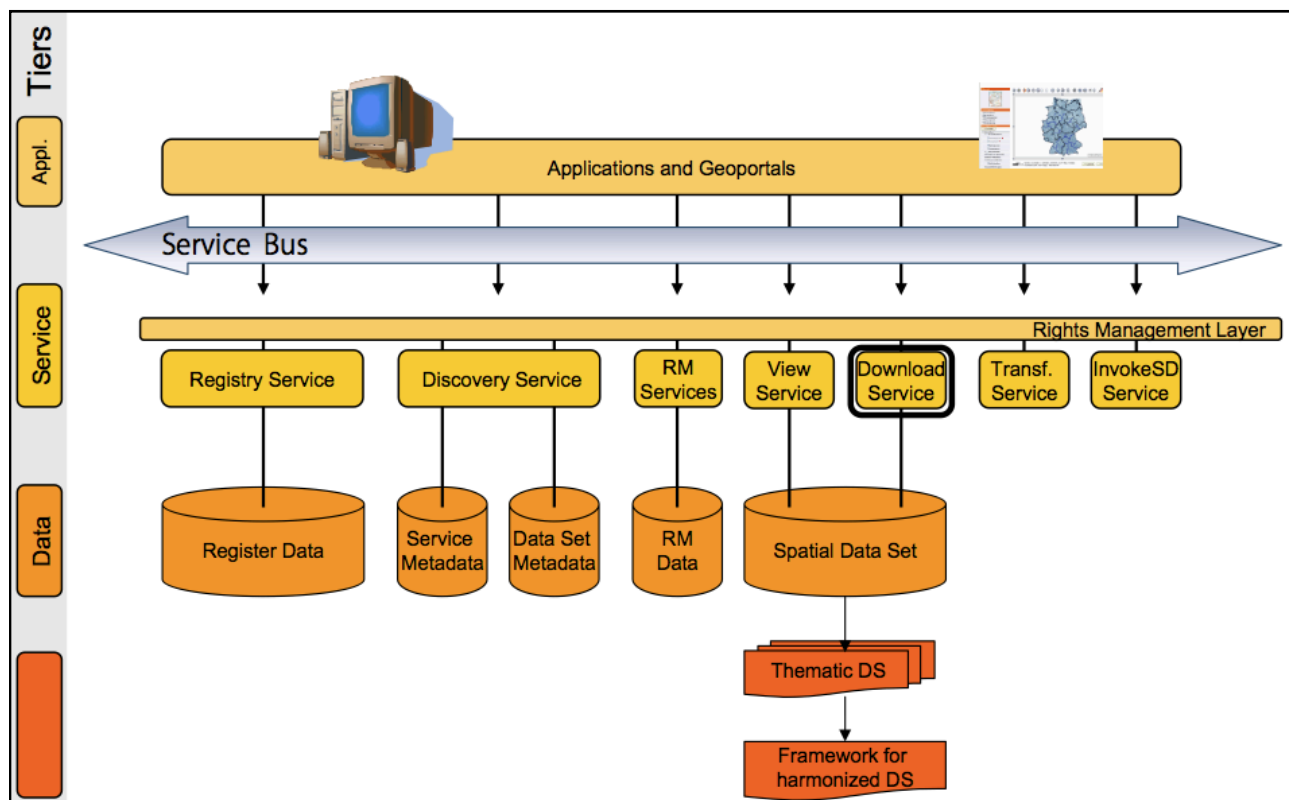 Tiers
Appl.
Applications and Geoportals
Service Bus
Service
Rights Management Layer
Registry Service
Discovery Service
RM
Services
View
Service
Download
Service
Transf.
Service
InvokeSD
Service
Data
Register Data
Service
Metadata
Data Set
Metadata
RM
Data
Spatial Data Set
Thematic DS
Framework for
harmonized DS